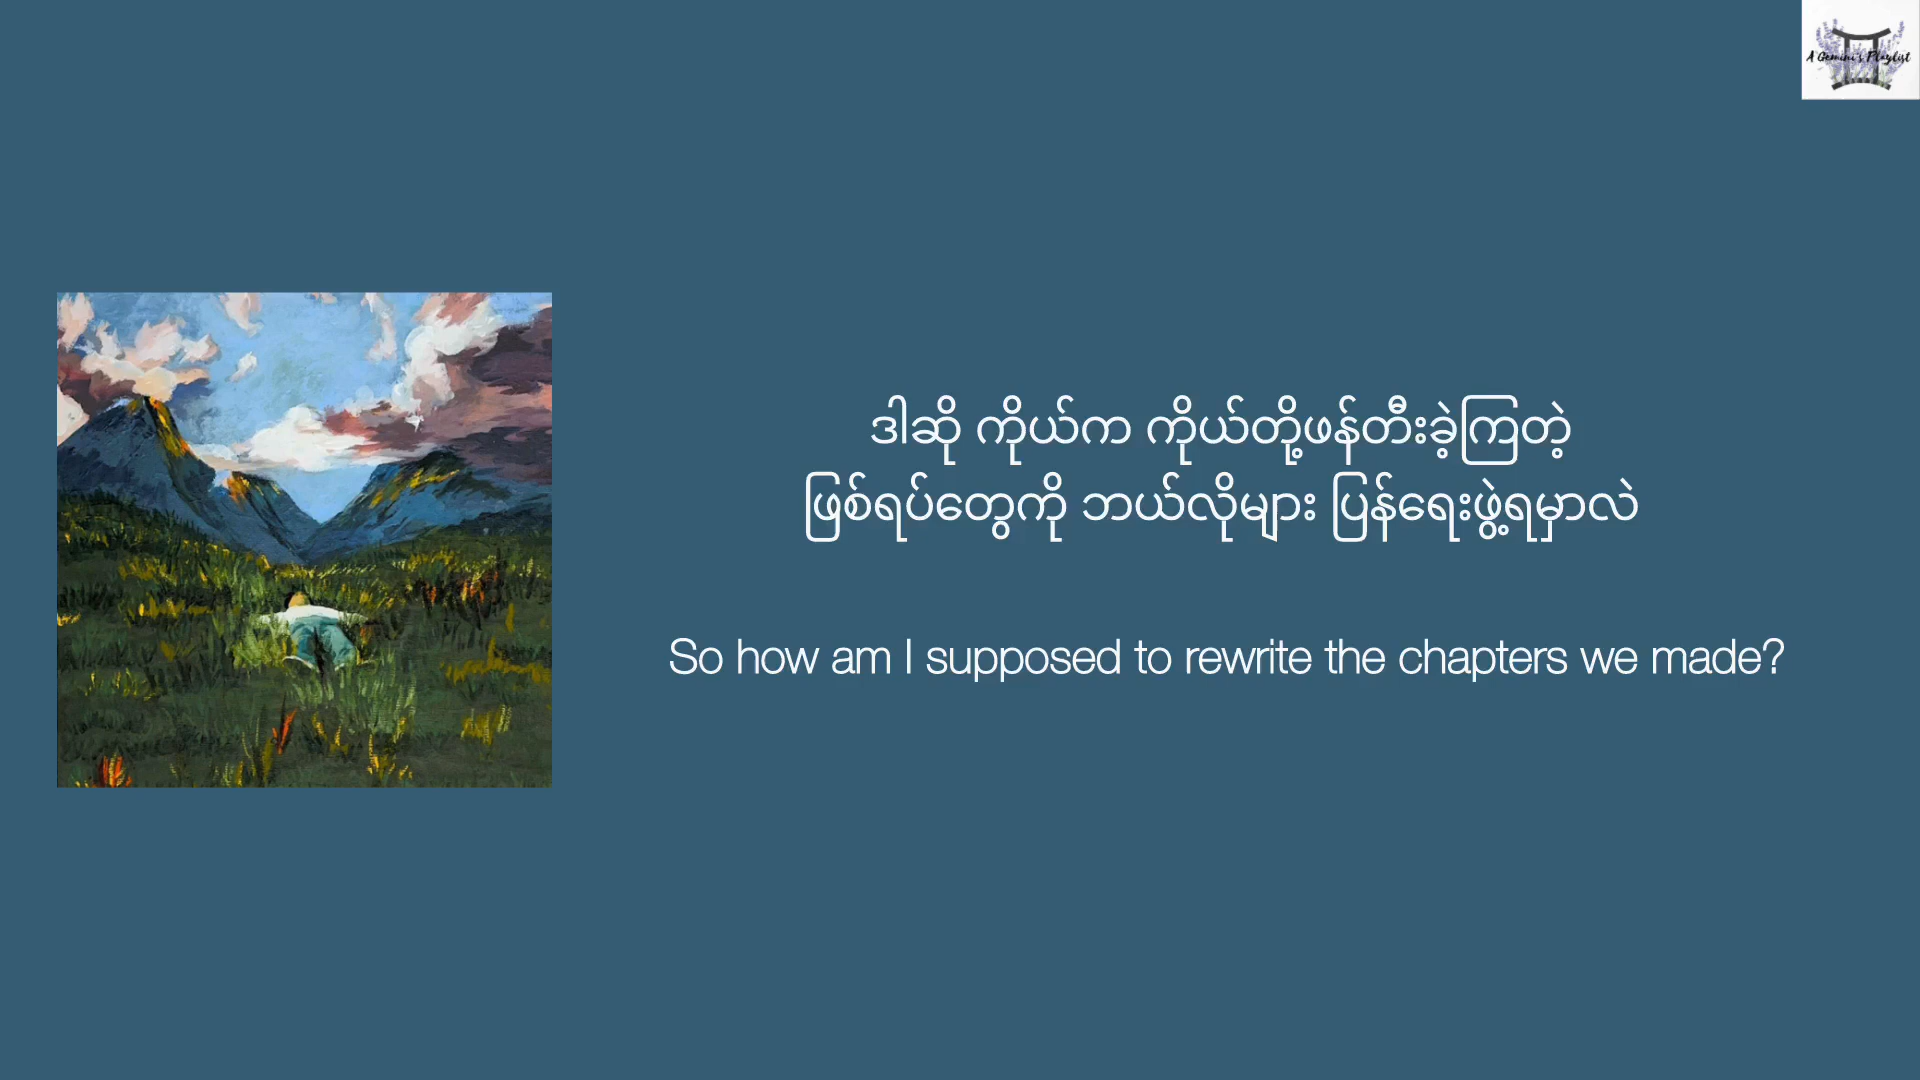 A Gemini's Playlist
ဒါဆို ကိုယ်က ကိုယ်တို့ဖန်တီးခဲ့ကြတဲ့
ဖြစ်ရပ်တွေကို ဘယ်လိုများ ပြန်ရေးဖွဲ့ရမှာလဲ
So how am I supposed to rewrite the chapters we made?